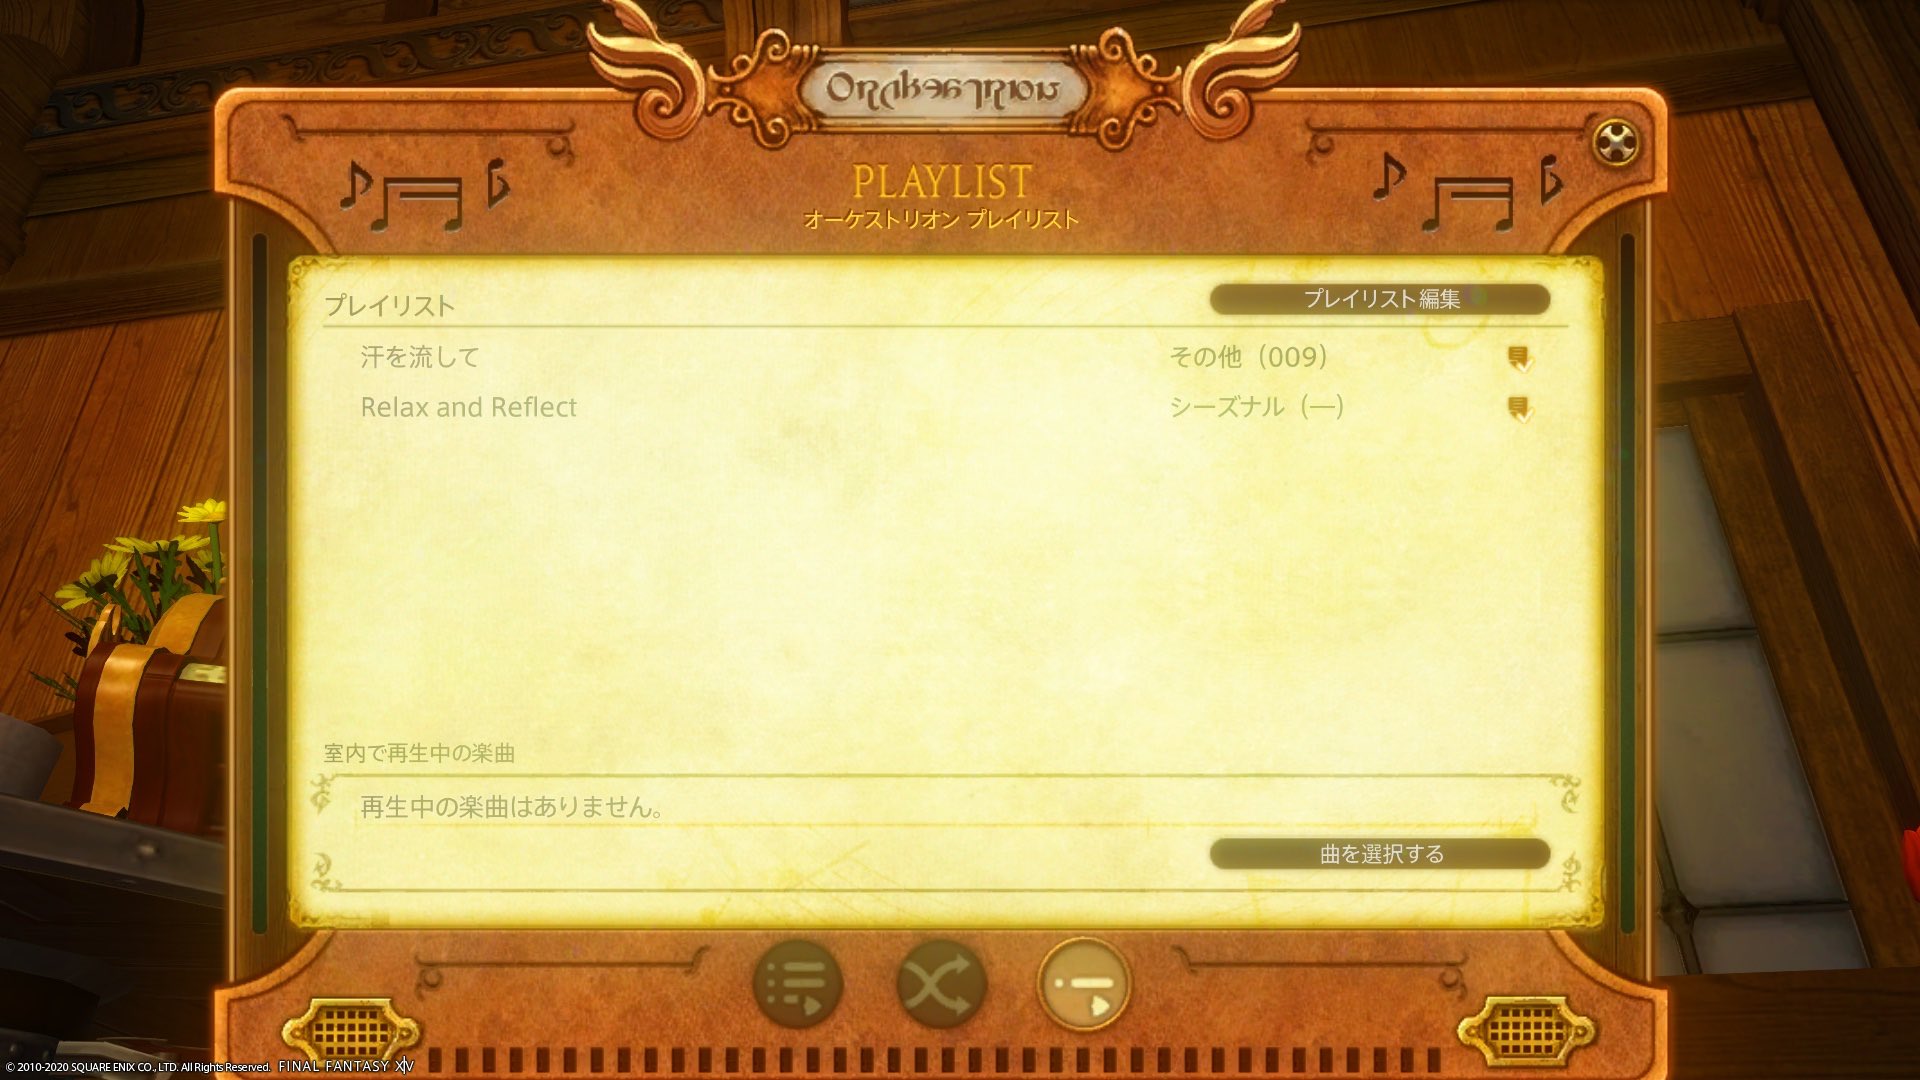 Orchestrion
PLAYLIST
オーケストリオン プレイリスト
プレイリスト
プレイリスト編集
汗を流して
その他（009）
Relax and Reflect
シーズナル（—）
室内で再生中の楽曲
再生中の楽曲はありません。
曲を選択する
© 2010-2020 SQUARE ENIX CO., LTD. All Rights Reserved. FINAL FANTASY XIV